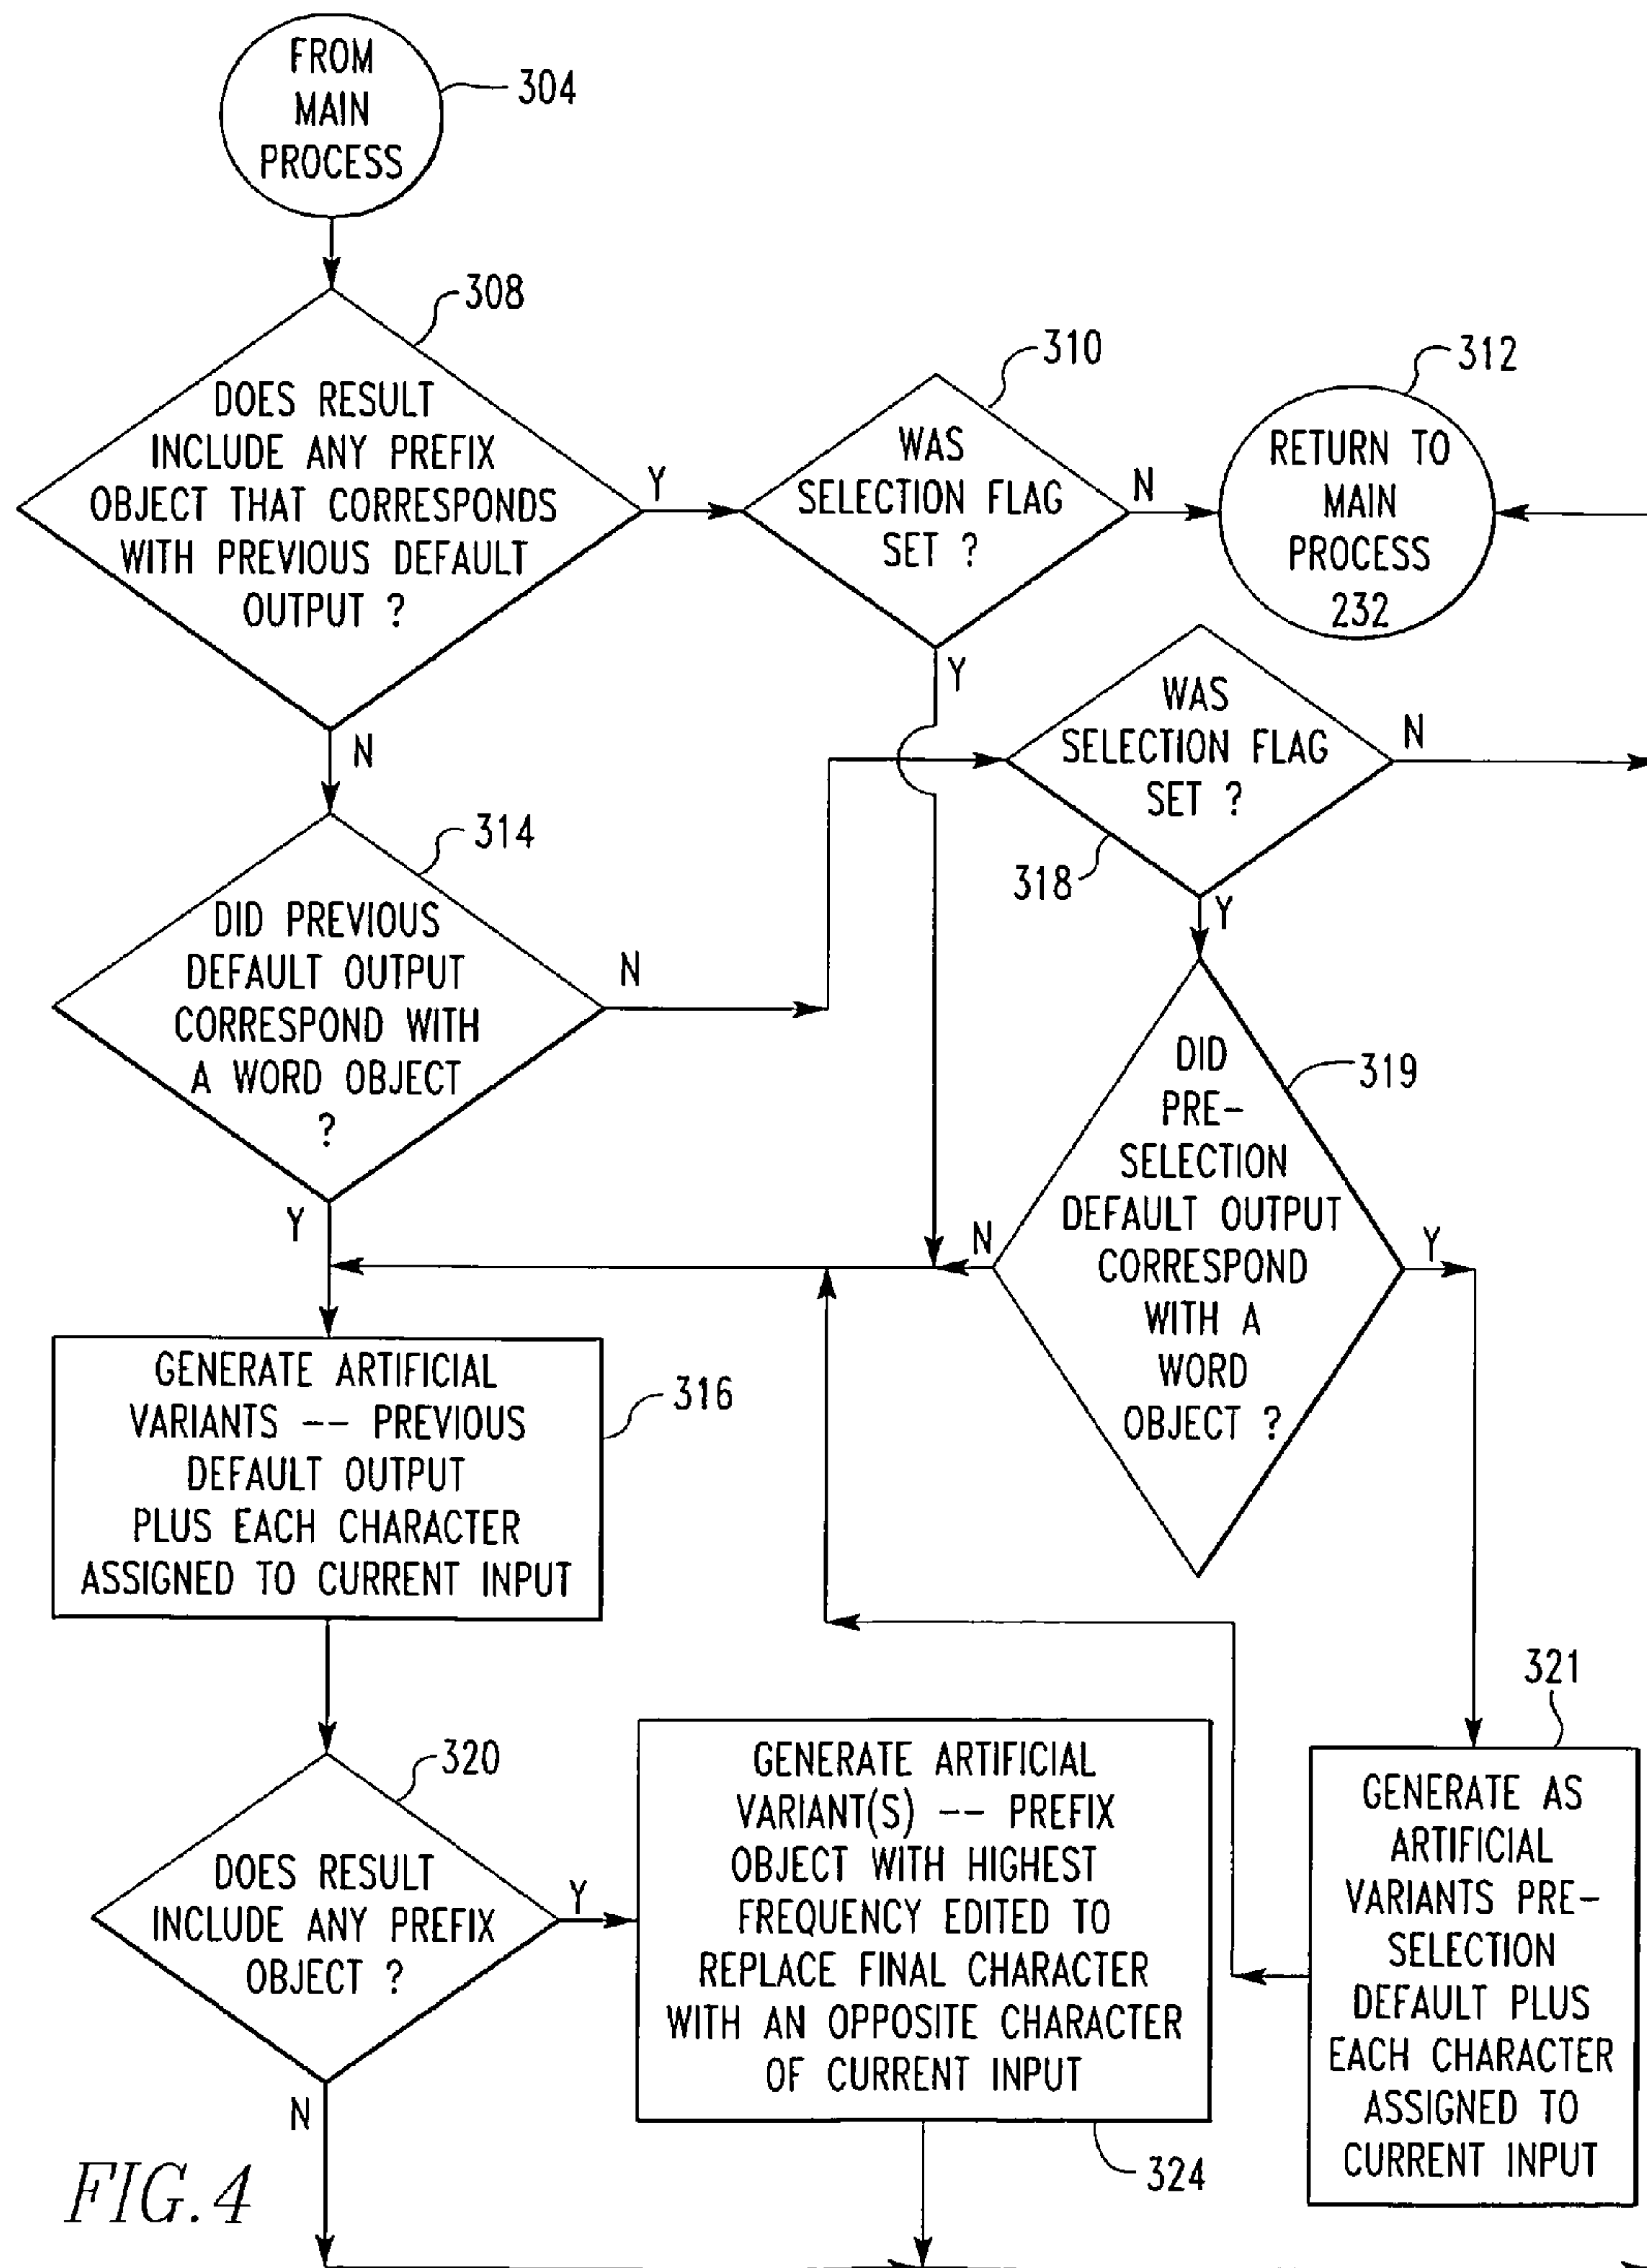 FROM
MAIN
PROCESS
304
308
DOES RESULT
INCLUDE ANY PREFIX
OBJECT THAT CORRESPONDS
WITH PREVIOUS DEFAULT
OUTPUT ?
Y
N
310
WAS
SELECTION FLAG
SET ?
N
Y
312
RETURN TO
MAIN
PROCESS
232
314
DID PREVIOUS
DEFAULT OUTPUT
CORRESPOND WITH
A WORD OBJECT
?
N
Y
WAS
SELECTION FLAG
SET ?
318
N
Y
DID
PRE-
SELECTION
DEFAULT OUTPUT
CORRESPOND
WITH A
WORD
OBJECT ?
319
N
Y
GENERATE ARTIFICIAL
VARIANTS -- PREVIOUS
DEFAULT OUTPUT
PLUS EACH CHARACTER
ASSIGNED TO CURRENT INPUT
316
320
DOES RESULT
INCLUDE ANY PREFIX
OBJECT ?
Y
N
GENERATE ARTIFICIAL
VARIANT(S) -- PREFIX
OBJECT WITH HIGHEST
FREQUENCY EDITED TO
REPLACE FINAL CHARACTER
WITH AN OPPOSITE CHARACTER
OF CURRENT INPUT
324
321
GENERATE AS
ARTIFICIAL
VARIANTS PRE-
SELECTION
DEFAULT PLUS
EACH CHARACTER
ASSIGNED TO
CURRENT INPUT
FIG. 4